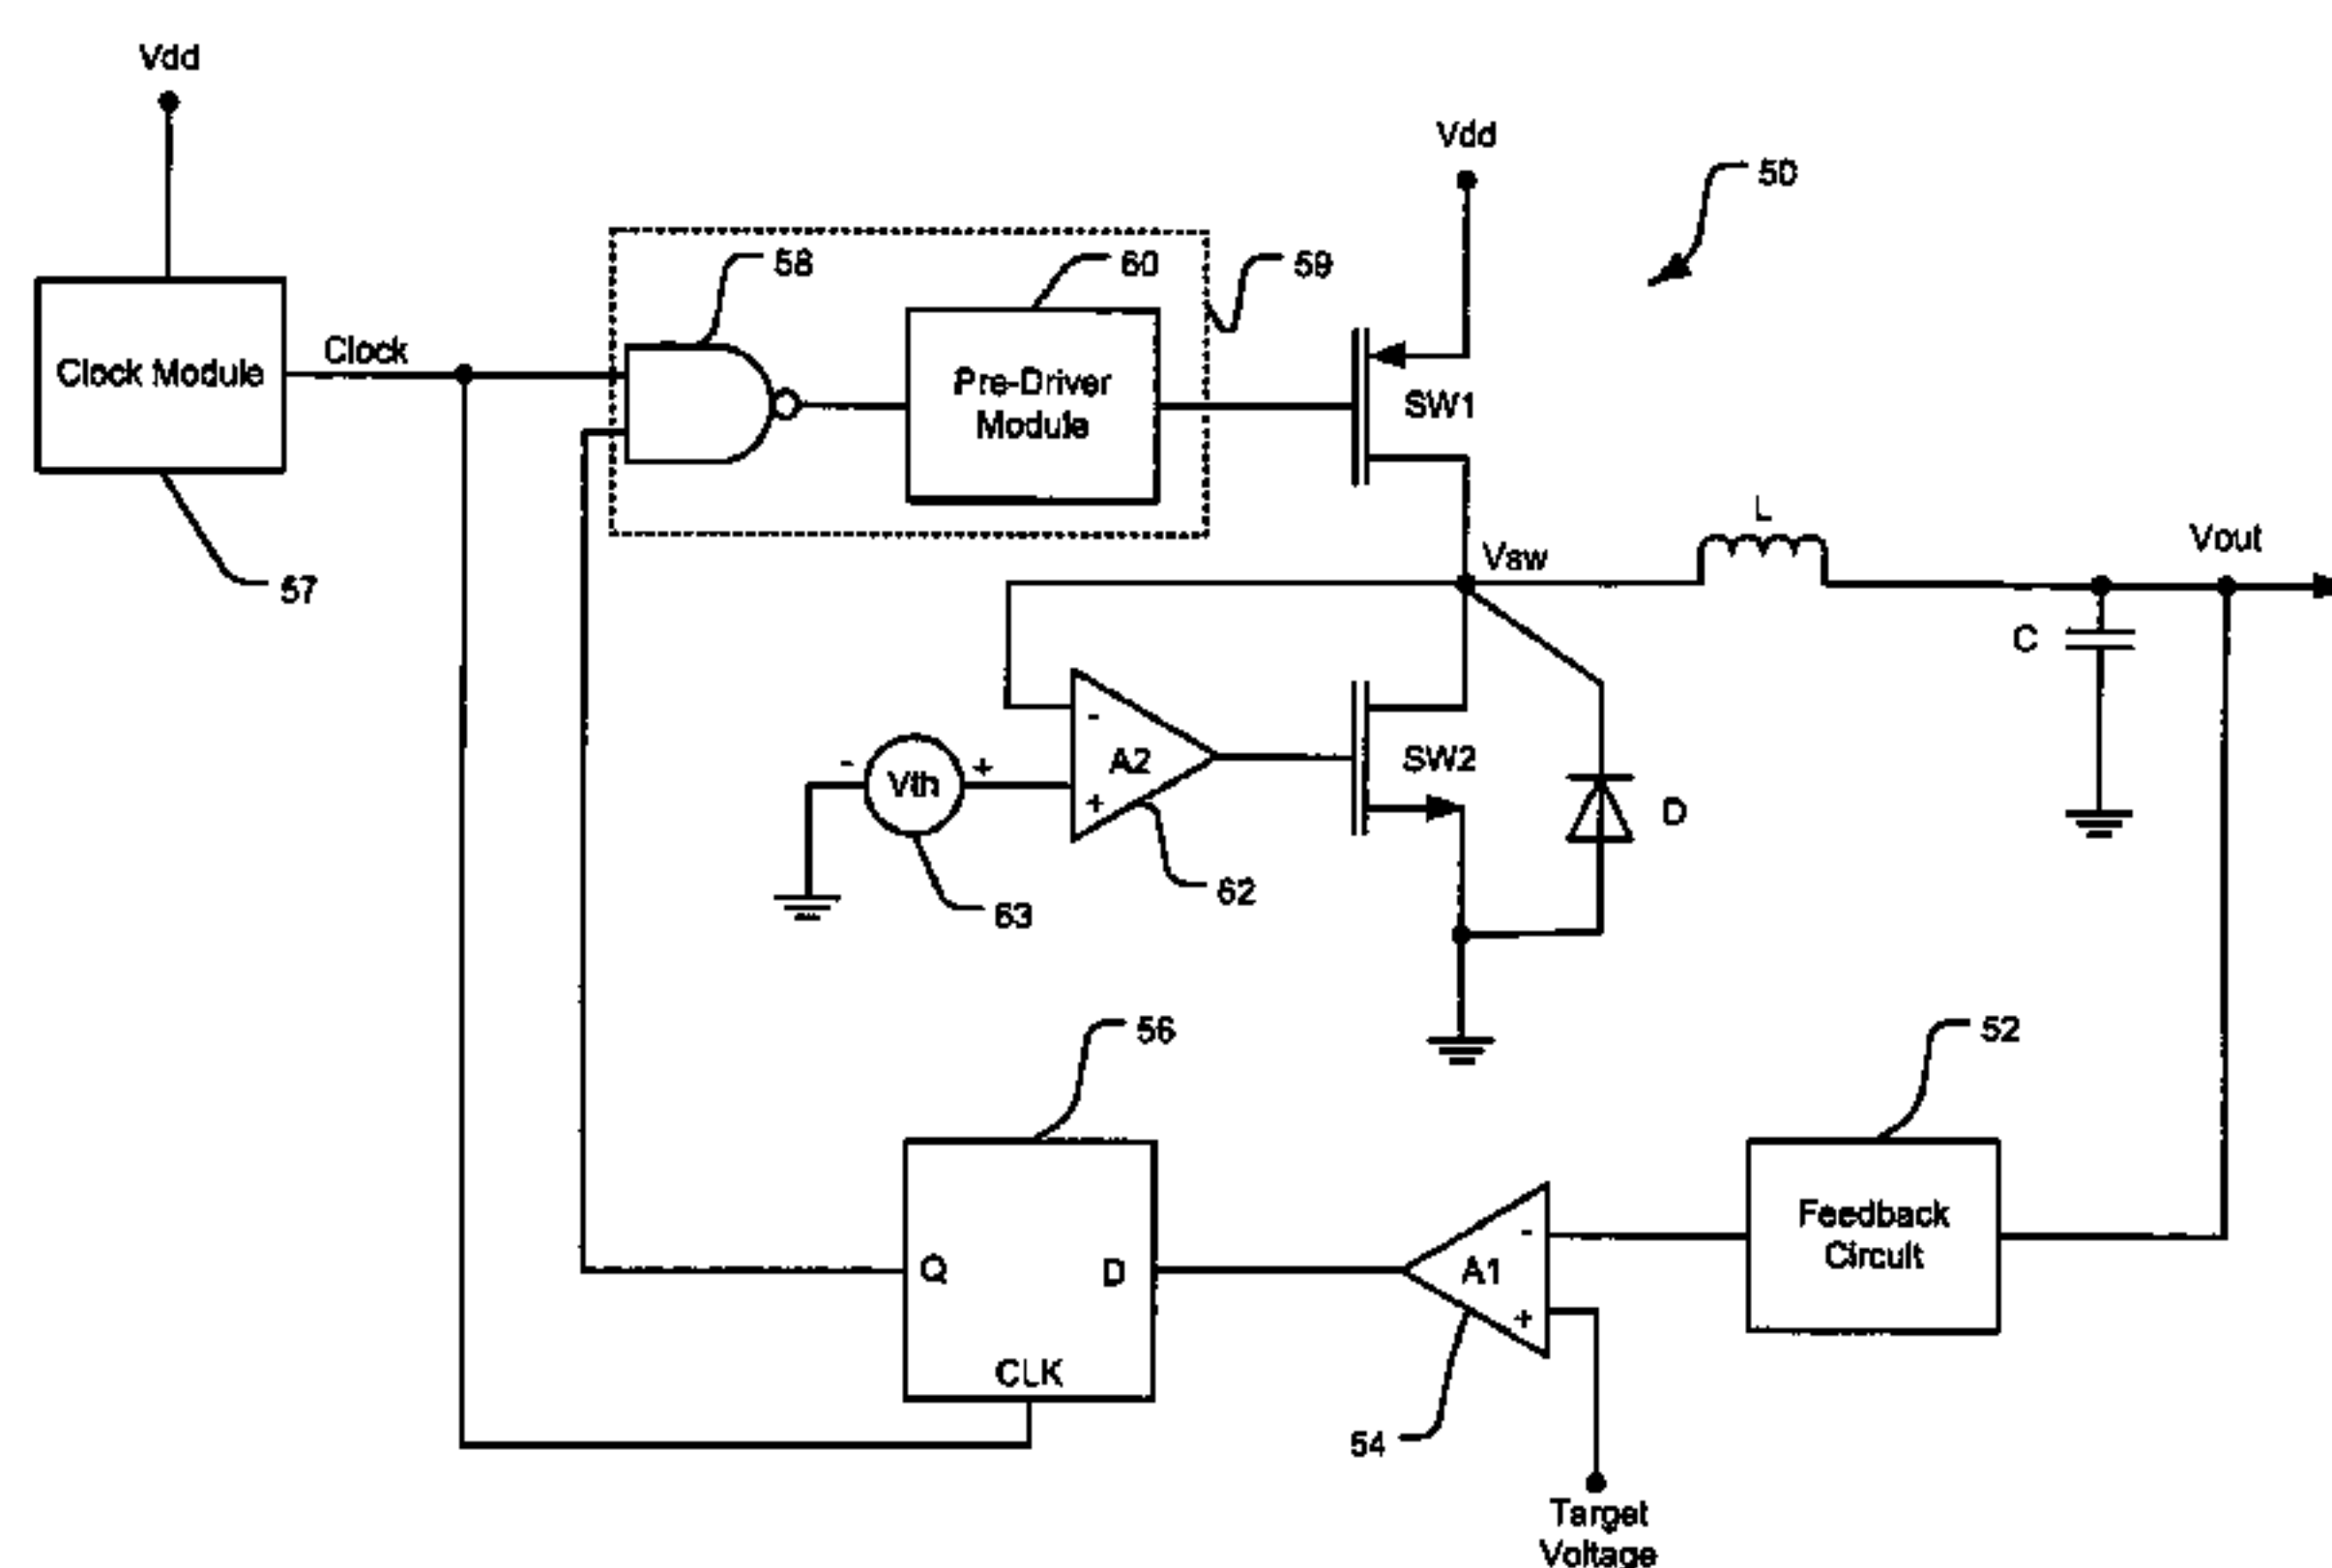 Vdd
Vdd
50
58
60
59
Clock Module
Clock
Pre-Driver
Module
SW1
57
Vsw
L
Vout
C
-
A2
+
-
Vth
+
SW2
D
62
63
56
52
Q
D
CLK
-
A1
+
Feedback
Circuit
54
Target
Voltage